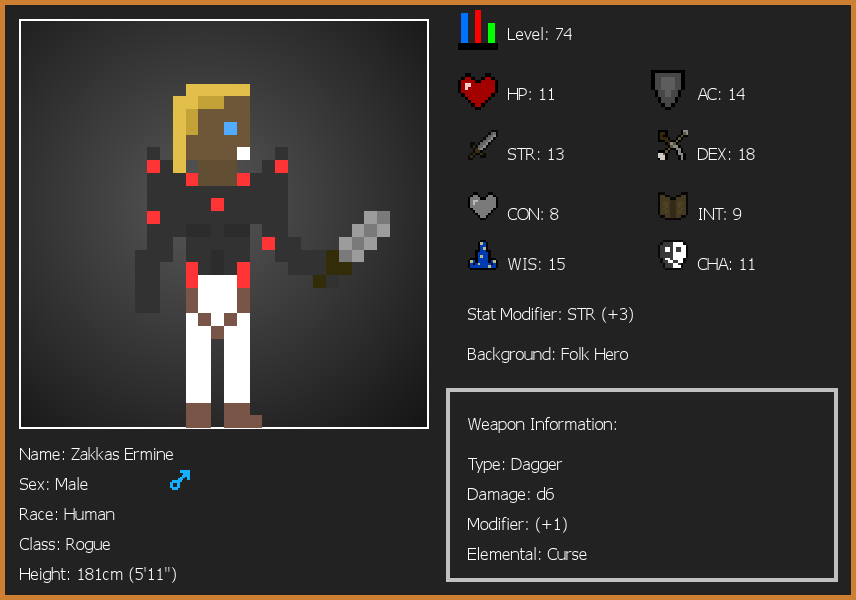 Level: 74
HP: 11
AC: 14
STR: 13
DEX: 18
CON: 8
INT: 9
WIS: 15
CHA: 11
Stat Modifier: STR (+3)
Background: Folk Hero
Weapon Information:
Type: Dagger
Damage: d6
Modifier: (+1)
Elemental: Curse
Name: Zakkas Ermine
Sex: Male
Race: Human
Class: Rogue
Height: 181cm (5'11")